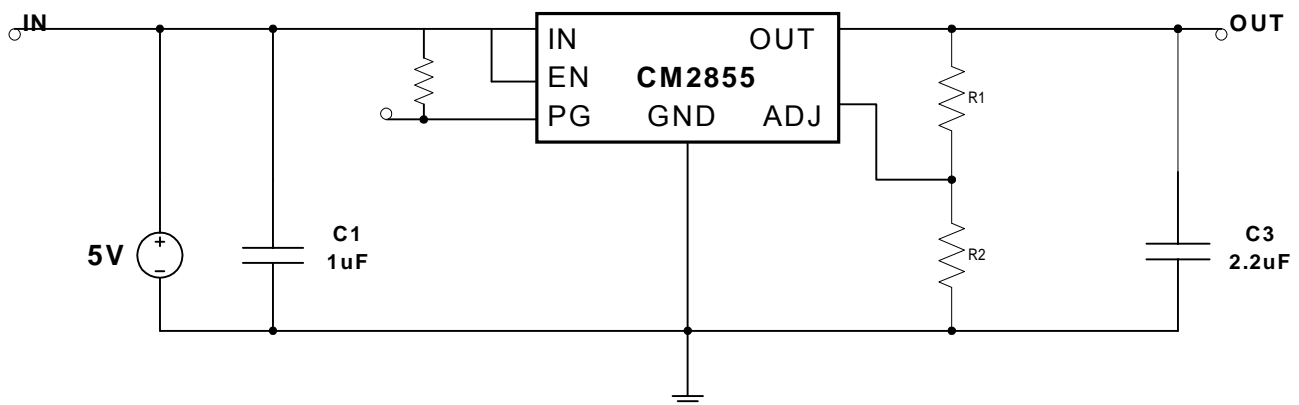 IN
OUT
IN
OUT
EN
CM2855
PG
GND
ADJ
R1
R2
5V
+
−
C1
1uF
C3
2.2uF